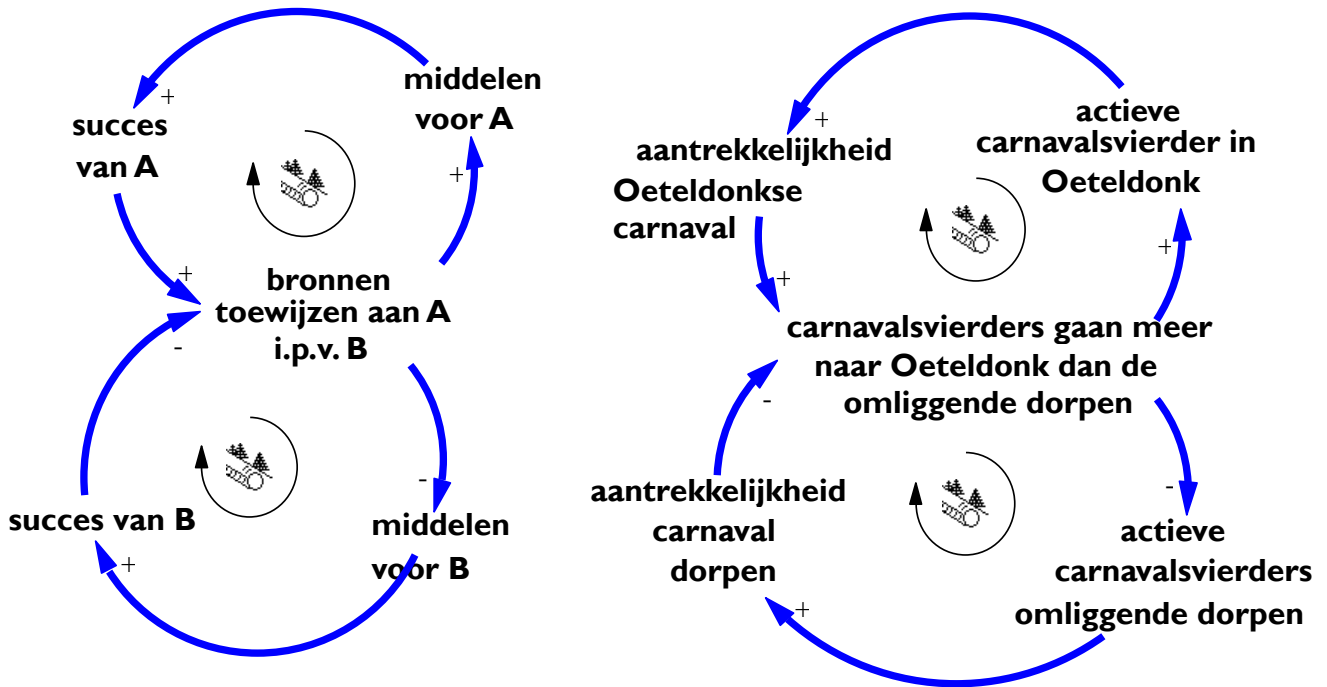 middelen
voor A
+
succes
van A
+
+
bronnen
toewijzen aan A
i.p.v. B
-
-
succes van B
middelen
voor B
+
actieve
carnavalsvierder in
Oeteldonk
+
aantrekkelijkheid
Oeteldonkse
carnaval
+
+
carnavalsvierders gaan meer
naar Oeteldonk dan de
omliggende dorpen
-
-
aantrekkelijkheid
carnaval
dorpen
actieve
carnavalsvierders
omliggende dorpen
+